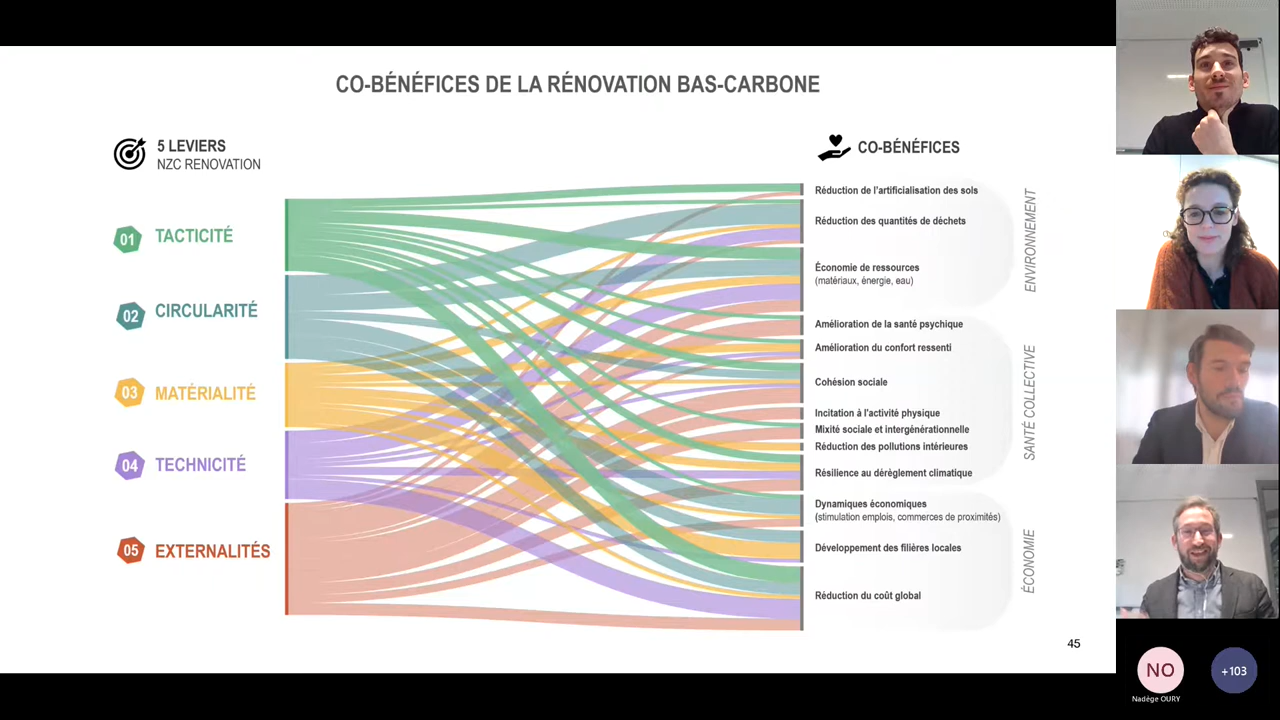 CO-BÉNÉFICES DE LA RÉNOVATION BAS-CARBONE
5 LEVIERS
NZC RENOVATION
01 TACTICITÉ
02 CIRCULARITÉ
03 MATÉRIALITÉ
04 TECHNICITÉ
05 EXTERNALITÉS
CO-BÉNÉFICES
Réduction de l'artificialisation des sols
Réduction des quantités de déchets
Économie de ressources
(matériaux, énergie, eau)
ENVIRONNEMENT
Amélioration de la santé psychique
Amélioration du confort ressenti
Cohésion sociale
Incitation à l'activité physique
Mixité sociale et intergénérationnelle
Réduction des pollutions intérieures
Résilience au dérèglement climatique
SANTÉ COLLECTIVE
Dynamiques économiques
(stimulation emplois, commerces de proximités)
Développement des filières locales
Réduction du coût global
ÉCONOMIE
45
NO
Nadège OURY
+103